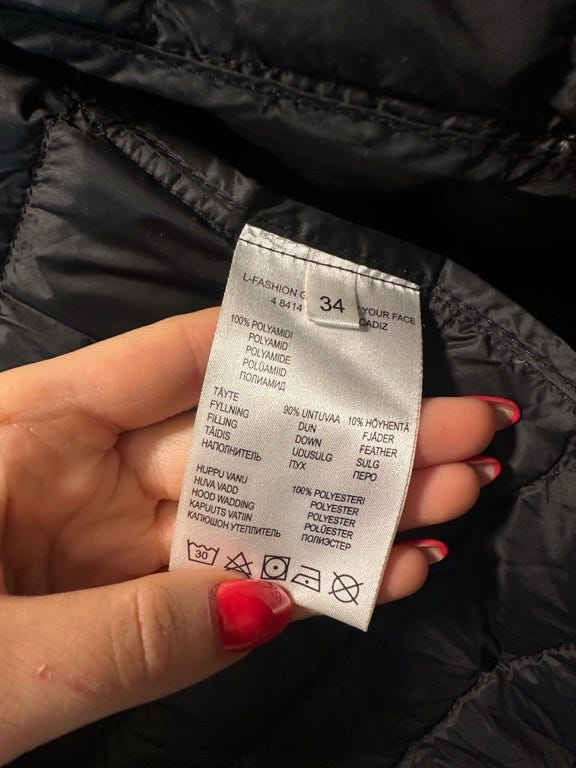 L-FASHION G
YOUR FACE
4 8414
CADIZ
34
100% POLYAMIDI
POLYAMID
POLYAMIDE
POLÜAMIID
ПОЛИАМИД
TÄYTE 90% UNTUVAA 10% HÖYHENTÄ
FYLLNING DUN FJÄDER
FILLING DOWN FEATHER
TÄIDIS UDUSULG SULG
НАПОЛНИТЕЛЬ ПУХ ПЕРО
HUPPU VANU 100% POLYESTERI
HUVA VADD POLYESTER
HOOD WADDING POLYESTER
KAPUUTS VATIIN POLÜESTER
КАПЮШОН УТЕПЛИТЕЛЬ ПОЛИЭСТЕР
30